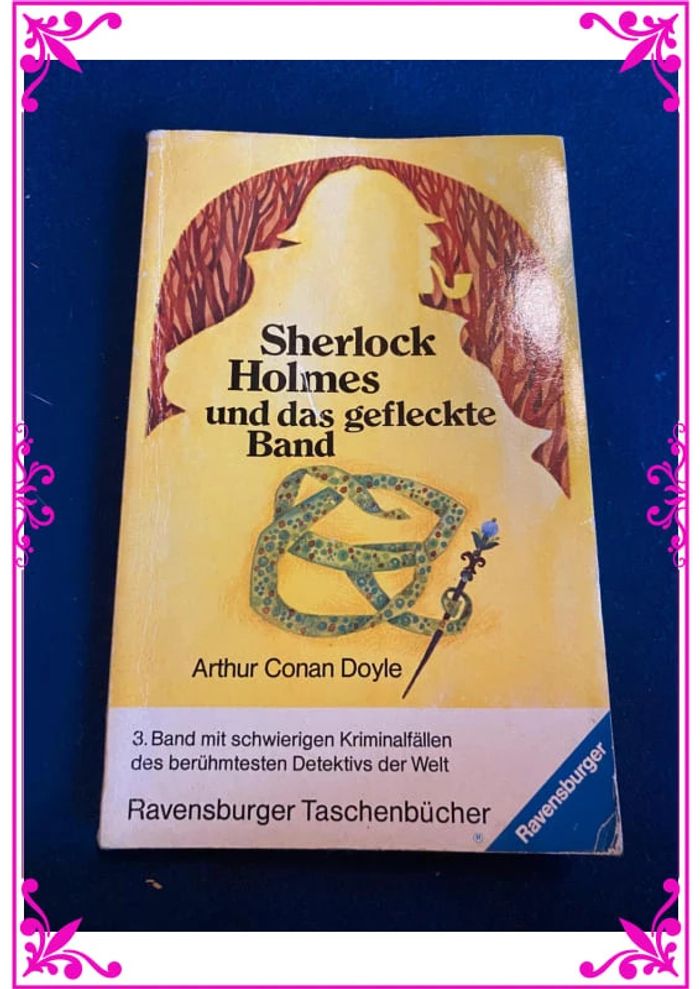 Sherlock
Holmes
und das gefleckte
Band
Arthur Conan Doyle
3. Band mit schwierigen Kriminalfällen
des berühmtesten Detektivs der Welt
Ravensburger Taschenbücher
®
Ravensburger